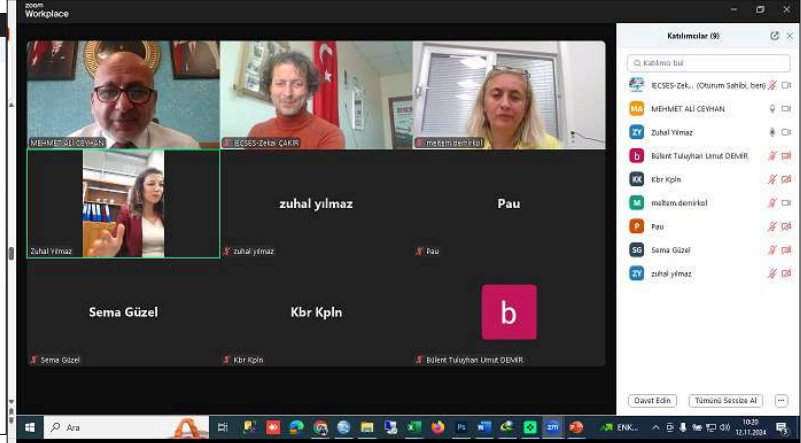 zoom
Workplace
MEHMET ALİ CEYHAN
IECSES-Zekai ÇAKIR
meltem.demirkol
Zuhal Yılmaz
zuhal yılmaz
zuhal yılmaz
Pau
Pau
Sema Güzel
Sema Güzel
Kbr Kpln
Kbr Kpln
b
Bülent Tuluyhan Umut DEMİR
Katılımcılar (9)
Katılımcı bul
IECSES-Zek... (Oturum Sahibi, ben)
MA MEHMET ALİ CEYHAN
ZY Zuhal Yılmaz
b Bülent Tuluyhan Umut DEMİR
KK Kbr Kpln
M meltem.demirkol
P Pau
SG Sema Güzel
ZY zuhal yılmaz
Davet Edin
Tümünü Sessize Al
Ara
Ps
zm
ENK...
10:20
12.11.2024